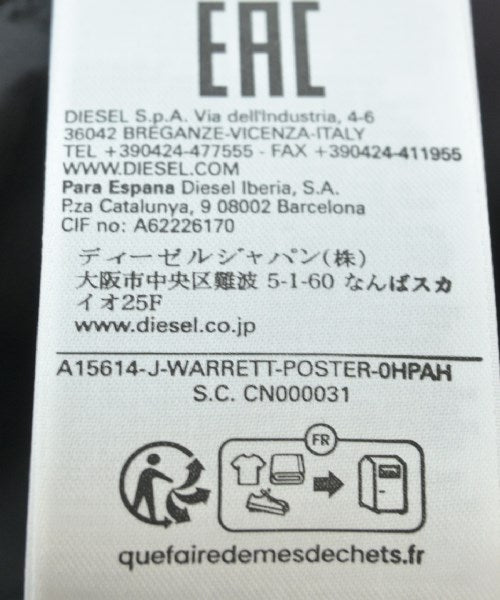 EAC
DIESEL S.p.A. Via dell'Industria, 4-6
36042 BREGANZE-VICENZA-ITALY
TEL +390424-477555 - FAX +390424-411955
WWW.DIESEL.COM
Para Espana Diesel Iberia, S.A.
P.za Catalunya, 9 08002 Barcelona
CIF no: A62226170
ディーゼルジャパン(株)
大阪市中央区難波 5-1-60 なんばスカ
イオ25F
www.diesel.co.jp
A15614-J-WARRETT-POSTER-0HPAH
S.C. CN000031
FR
quefairedemesdechets.fr